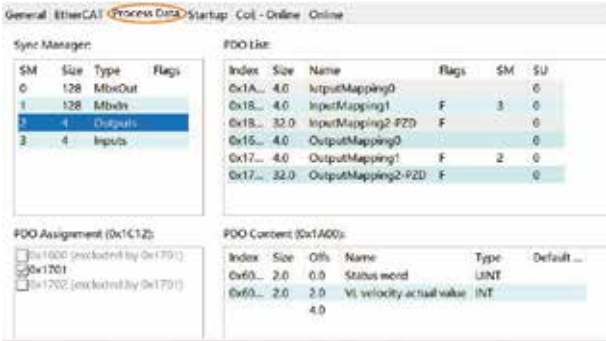 General EtherCAT Process Data Startup CoE - Online Online
Sync Manager: PDO List:
SM Size Type Flags Index Size Name Flags SM SU
0 128 MbxOut 0x1A... 4.0 InputMapping0 0
1 128 MbxIn 0x1B... 4.0 InputMapping1 F 3 0
2 4 Outputs 0x1B... 32.0 InputMapping2-PZD F 0
3 4 Inputs 0x16... 4.0 OutputMapping0 0
0x17... 4.0 OutputMapping1 F 2 0
0x17... 32.0 OutputMapping2-PZD F 0
PDO Assignment (0x1C12): PDO Content (0x1A00):
0x1600 (excluded by 0x1701) Index Size Offs Name Type Default ...
0x1701 0x60... 2.0 0.0 Status word UINT
0x1702 (excluded by 0x1701) 0x60... 2.0 2.0 VL velocity actual value INT
4.0